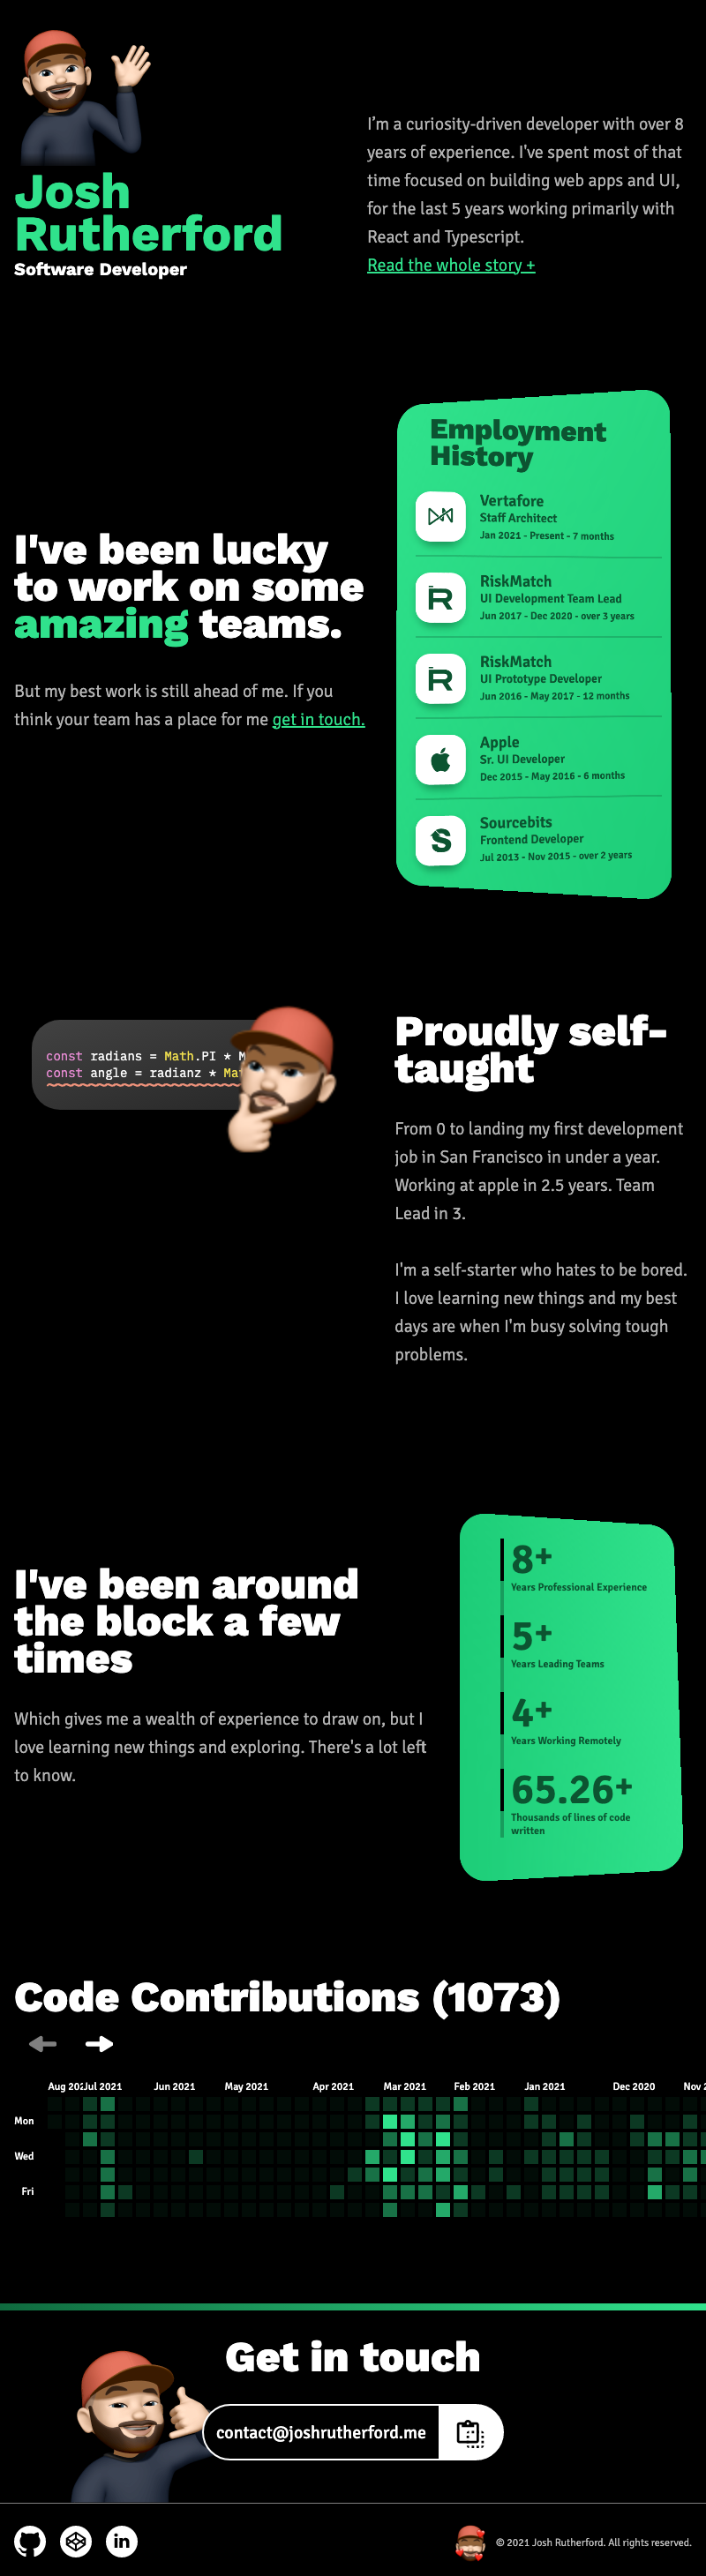 Josh
Rutherford
Software Developer
I’m a curiosity-driven developer with over 8
years of experience. I've spent most of that
time focused on building web apps and UI,
for the last 5 years working primarily with
React and Typescript.
Read the whole story +
I've been lucky
to work on some
amazing teams.
But my best work is still ahead of me. If you
think your team has a place for me get in touch.
Employment
History
Vertafore
Staff Architect
Jan 2021 - Present - 7 months
RiskMatch
UI Development Team Lead
Jun 2017 - Dec 2020 - over 3 years
RiskMatch
UI Prototype Developer
Jun 2016 - May 2017 - 12 months
Apple
Sr. UI Developer
Dec 2015 - May 2016 - 6 months
Sourcebits
Frontend Developer
Jul 2013 - Nov 2015 - over 2 years
const radians = Math.PI * M
const angle = radianz * Ma
Proudly self-
taught
From 0 to landing my first development
job in San Francisco in under a year.
Working at apple in 2.5 years. Team
Lead in 3.
I'm a self-starter who hates to be bored.
I love learning new things and my best
days are when I'm busy solving tough
problems.
I've been around
the block a few
times
Which gives me a wealth of experience to draw on, but I
love learning new things and exploring. There's a lot left
to know.
8+
Years Professional Experience
5+
Years Leading Teams
4+
Years Working Remotely
65.26+
Thousands of lines of code
written
Code Contributions (1073)
Aug 202 Jul 2021 Jun 2021 May 2021 Apr 2021 Mar 2021 Feb 2021 Jan 2021 Dec 2020 Nov 2
Mon
Wed
Fri
Get in touch
contact@joshrutherford.me
in
© 2021 Josh Rutherford. All rights reserved.